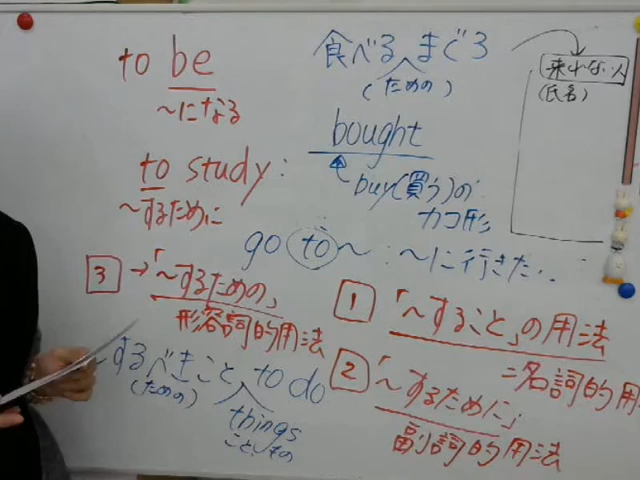 to be
〜になる
to study:
〜するために
食べる まぐろ
(ための)
来れない人
(氏名)
bought
buy(買う)の
カコ形
go to〜:〜に行きたい..
3→「〜するための」
形容詞的用法
1「〜すること」の用法
=名詞的用
2「〜するために」
副詞的用法
〜するべきこと to do
(ための)
things
こと、もの